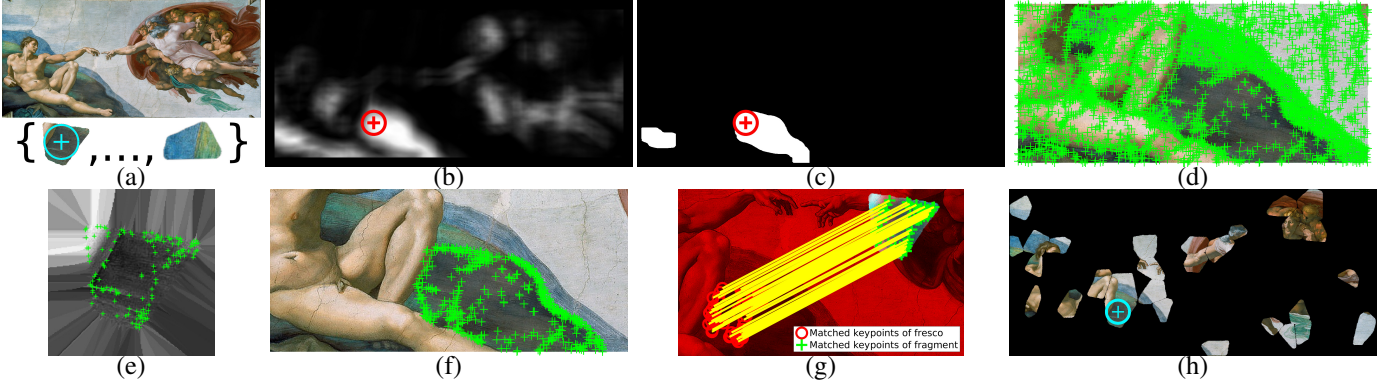 { ,..., }
(a)
(b)
(c)
(d)
(e)
(f)
Matched keypoints of fresco
Matched keypoints of fragment
(g)
(h)